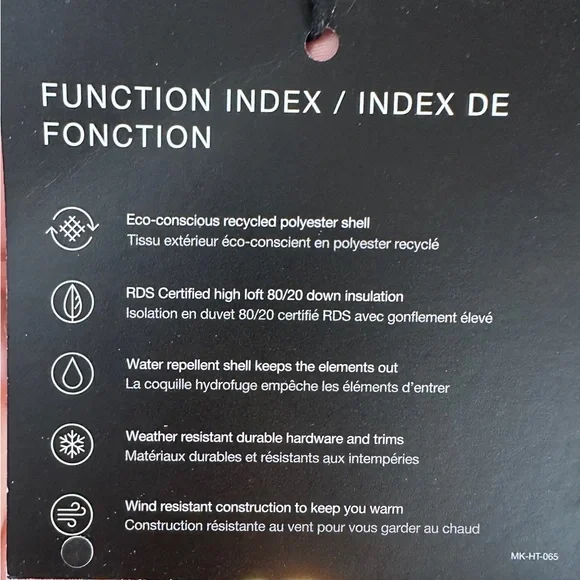 FUNCTION INDEX / INDEX DE
FONCTION
Eco-conscious recycled polyester shell
Tissu extérieur éco-conscient en polyester recyclé
RDS Certified high loft 80/20 down insulation
Isolation en duvet 80/20 certifié RDS avec gonflement élevé
Water repellent shell keeps the elements out
La coquille hydrofuge empêche les éléments d'entrer
Weather resistant durable hardware and trims
Matériaux durables et résistants aux intempéries
Wind resistant construction to keep you warm
Construction résistante au vent pour vous garder au chaud
MK-HT-065